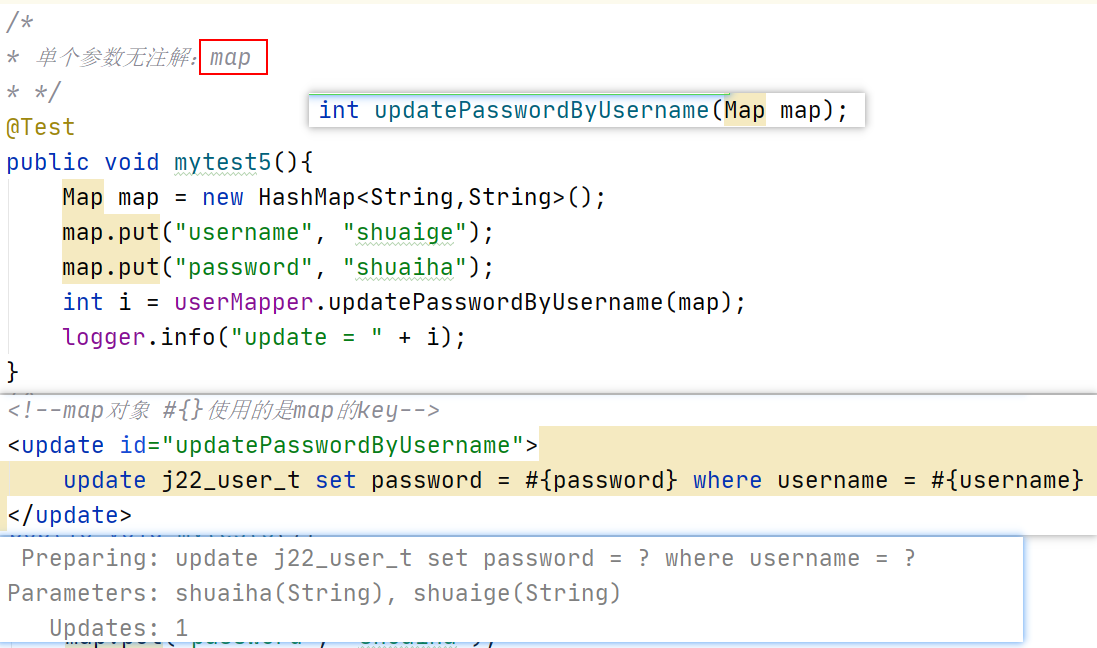 /*
* 单个参数无注解: map
* */
int updatePasswordByUsername(Map map);
@Test
public void mytest5(){
Map map = new HashMap<String,String>();
map.put("username", "shuaige");
map.put("password", "shuaiha");
int i = userMapper.updatePasswordByUsername(map);
logger.info("update = " + i);
}
<!--map对象 #{}使用的是map的key-->
<update id="updatePasswordByUsername">
update j22_user_t set password = #{password} where username = #{username}
</update>
Preparing: update j22_user_t set password = ? where username = ?
Parameters: shuaiha(String), shuaige(String)
Updates: 1